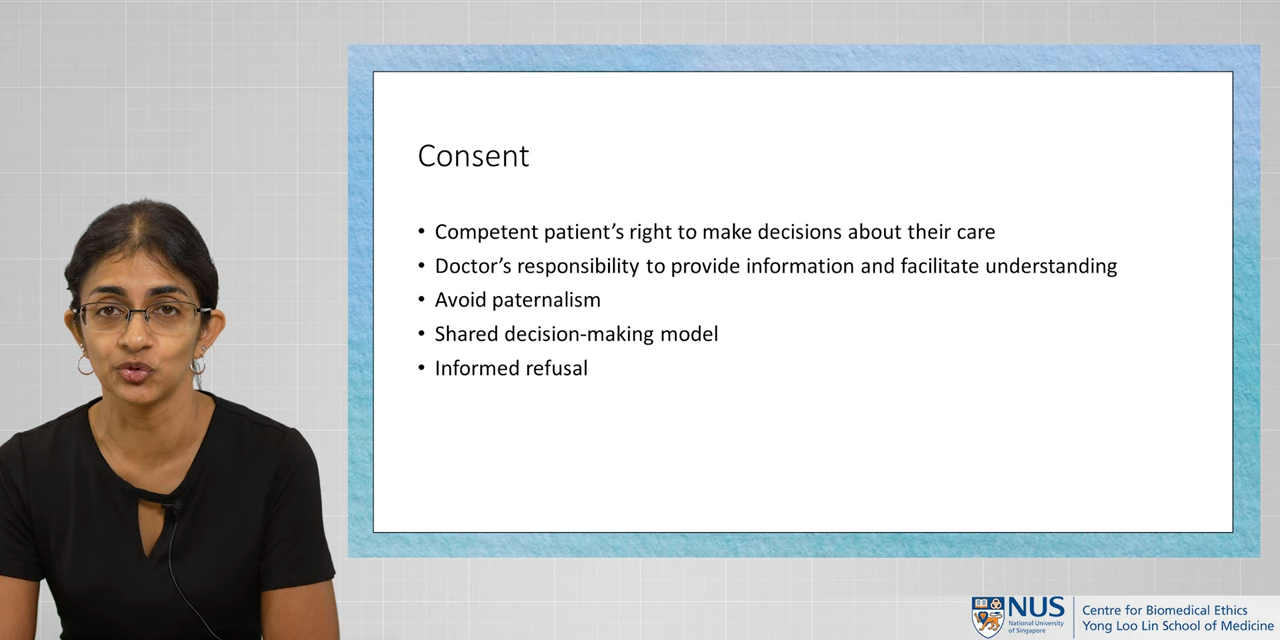 Consent
• Competent patient’s right to make decisions about their care
• Doctor’s responsibility to provide information and facilitate understanding
• Avoid paternalism
• Shared decision-making model
• Informed refusal
NUS
National University
of Singapore
Centre for Biomedical Ethics
Yong Loo Lin School of Medicine